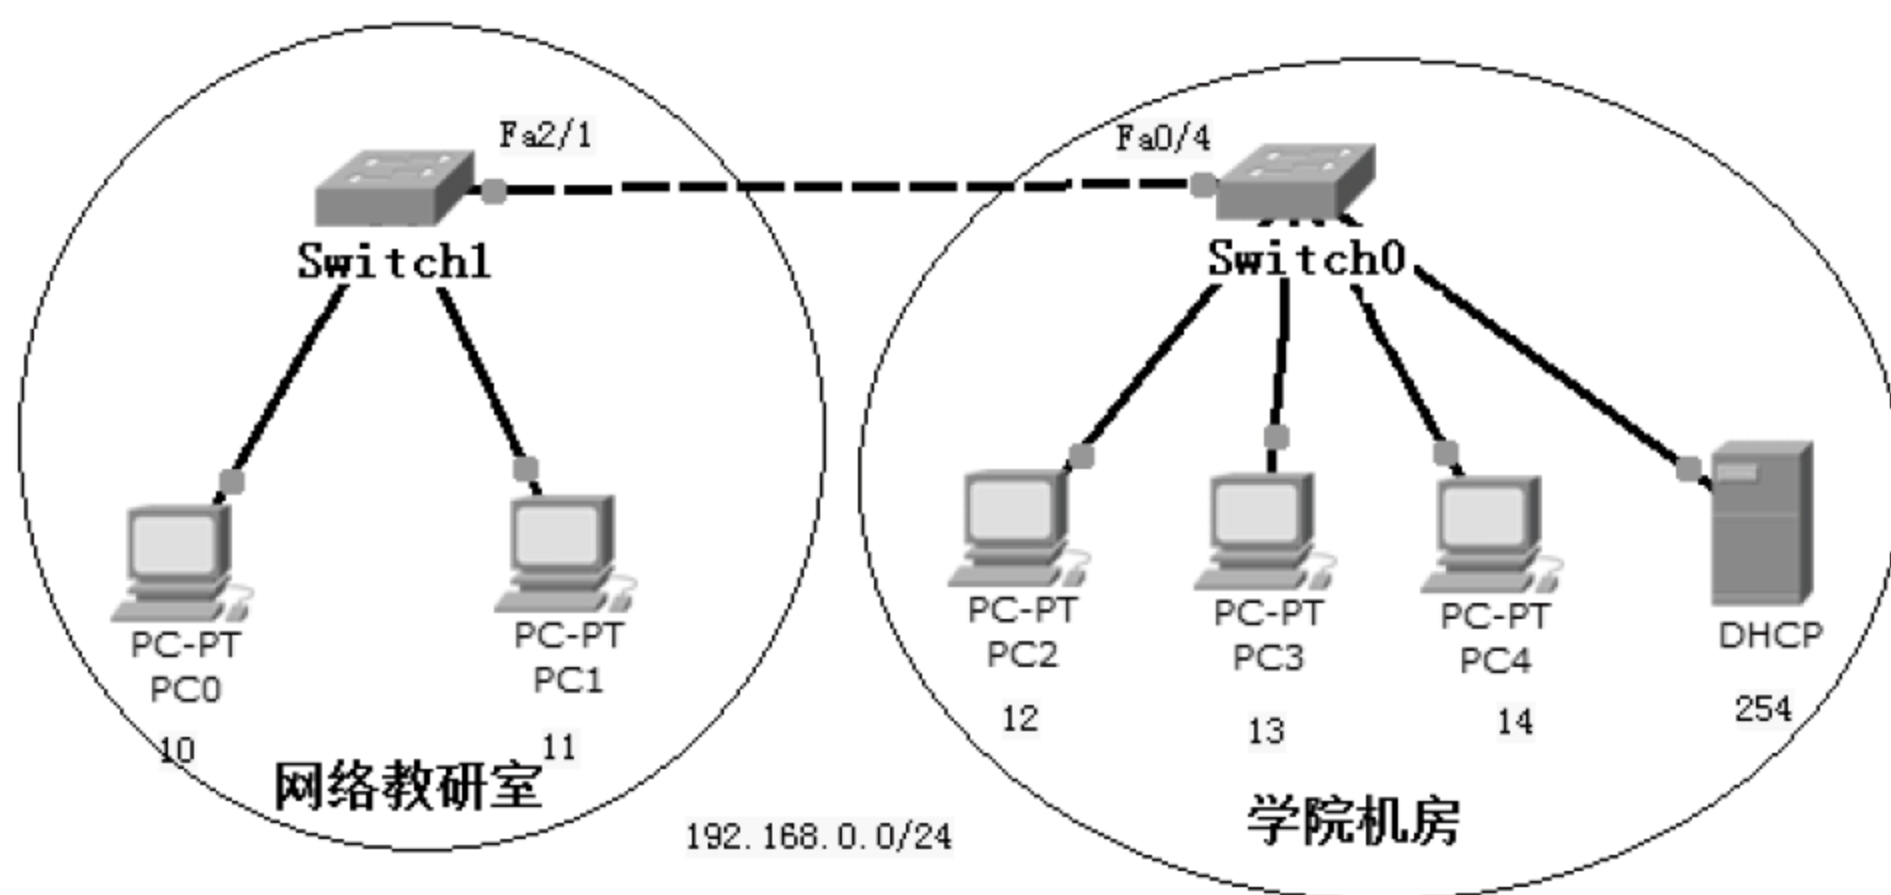 Fa2/1
Fa0/4
Switch1
Switch0
PC-PT
PC0
10
PC-PT
PC1
11
网络教研室
PC-PT
PC2
12
PC-PT
PC3
13
PC-PT
PC4
14
DHCP
254
学院机房
192.168.0.0/24